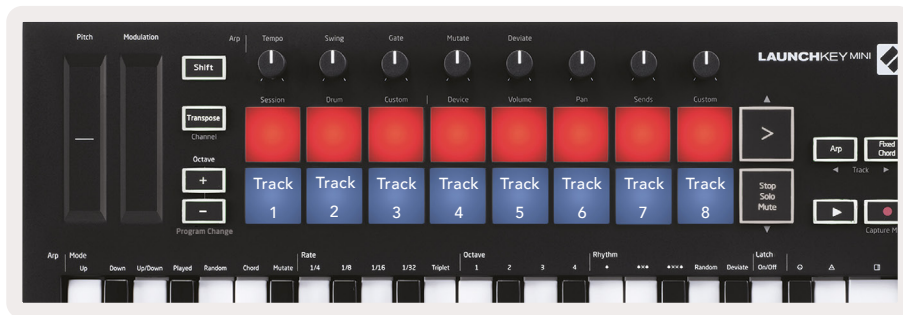 Pitch Modulation Arp Tempo Swing Gate Mutate Deviate
LAUNCHKEY MINI
Shift
Session Drum Custom Device Volume Pan Sends Custom
Transpose
Channel
>
Arp Fixed Chord
Track
Octave
+
-
Program Change
Track 1 Track 2 Track 3 Track 4 Track 5 Track 6 Track 7 Track 8
Stop
Solo
Mute
Capture M
Arp Mode Rate Octave Rhythm Latch
Up Down Up/Down Played Random Chord Mutate 1/4 1/8 1/16 1/32 Triplet 1 2 3 4 Random Deviate On/Off